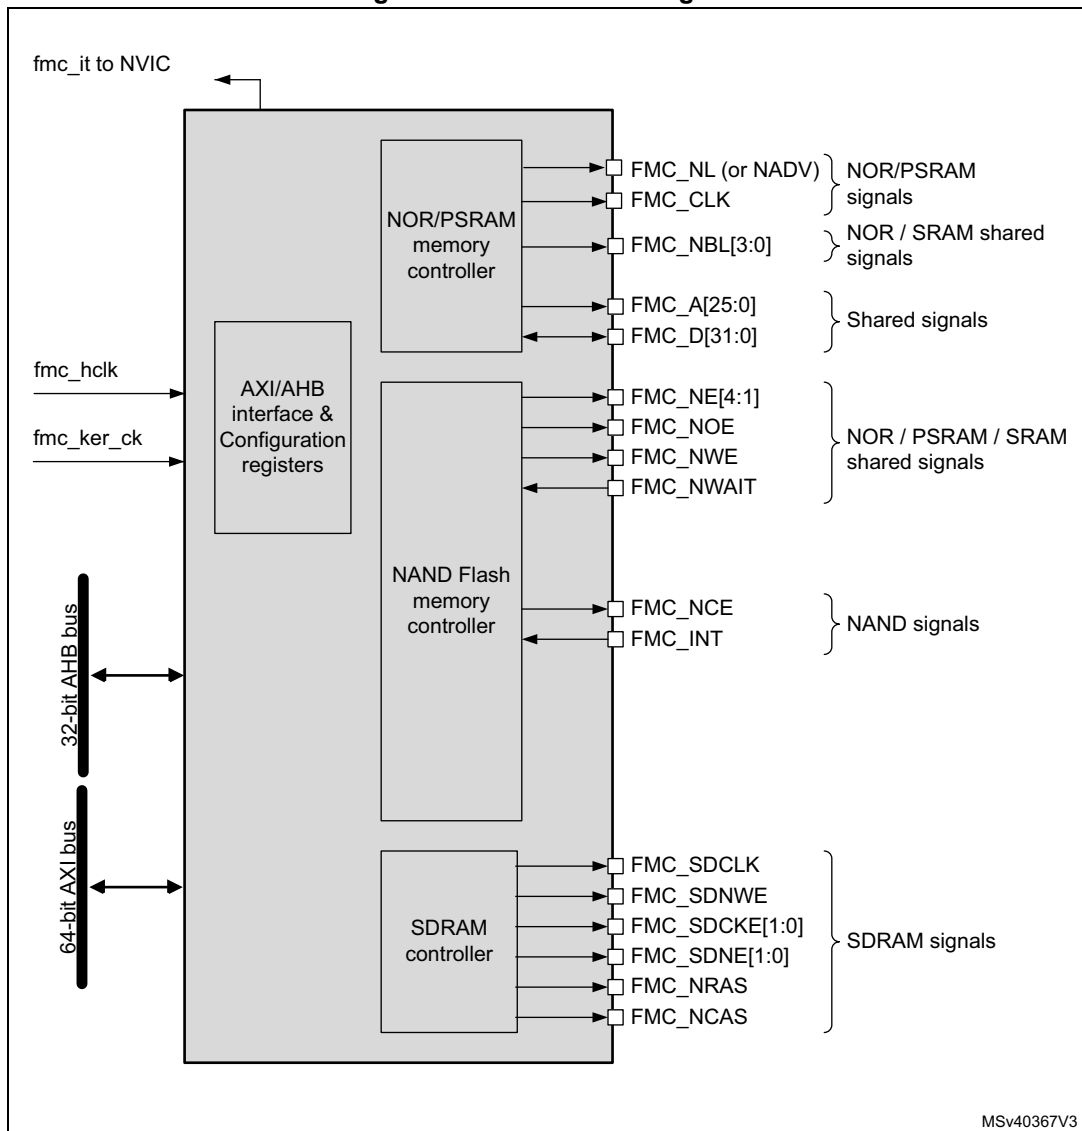 fmc_it to NVIC
NOR/PSRAM
memory
controller
FMC_NL (or NADV)
FMC_CLK
NOR/PSRAM
signals
FMC_NBL[3:0]
NOR / SRAM shared
signals
FMC_A[25:0]
FMC_D[31:0]
Shared signals
fmc_hclk
fmc_ker_ck
AXI/AHB
interface &
Configuration
registers
FMC_NE[4:1]
FMC_NOE
FMC_NWE
FMC_NWAIT
NOR / PSRAM / SRAM
shared signals
NAND Flash
memory
controller
FMC_NCE
FMC_INT
NAND signals
32-bit AHB bus
64-bit AXI bus
SDRAM
controller
FMC_SDCLK
FMC_SDNWE
FMC_SDCKE[1:0]
FMC_SDNE[1:0]
FMC_NRAS
FMC_NCAS
SDRAM signals
MSv40367V3